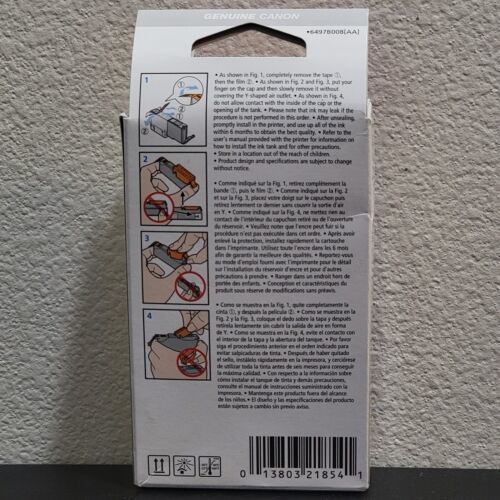 GENUINE CANON
•6497B008[AA]
1
• As shown in Fig. 1, completely remove the tape ①,
then the film ②. • As shown in Fig. 2 and Fig. 3, put your
finger on the cap and then slowly remove it without
covering the Y-shaped air outlet. • As shown in Fig. 4,
do not allow contact with the inside of the cap or the
opening of the tank. • Please note that ink may leak if the
procedure is not performed in this order. • After unsealing,
promptly install in the printer, and use up all of the ink
within 6 months to obtain the best quality. • Refer to the
user's manual provided with the printer for information on
how to install the ink tank and for other precautions.
• Store in a location out of the reach of children.
• Product design and specifications are subject to change
without notice.
2
• Comme indiqué sur la Fig. 1, retirez complètement la
bande ①, puis le film ②. • Comme indiqué sur la Fig. 2
et sur la Fig. 3, placez votre doigt sur le capuchon puis
retirez lentement ce dernier sans couvrir la sortie d'air
en Y. • Comme indiqué sur la Fig. 4, ne mettez rien au
contact de l'intérieur du capuchon retiré ou de l'ouverture
du réservoir. • Veuillez noter que l'encre peut fuir si la
procédure n'est pas exécutée dans cet ordre. • Après avoir
enlevé la protection, installez rapidement la cartouche
dans l'imprimante. Utilisez toute l'encre dans les 6 mois
afin de garantir la meilleure des qualités. • Reportez-vous
au mode d'emploi fourni avec l'imprimante pour le détail
sur l'installation du réservoir d'encre et pour d'autres
précautions à prendre. • Ranger dans un endroit hors de
portée des enfants. • Conception et caractéristiques du
produit sous réserve de modifications sans préavis.
3
4
• Como se muestra en la Fig. 1, quite completamente la
cinta ①, y después la película ②. • Como se muestra en la
Fig. 2 y la Fig. 3, coloque el dedo sobre la tapa y después
retírela lentamente sin cubrir la salida de aire en forma
de Y. • Como se muestra en la Fig. 4, evite el contacto con
el interior de la tapa y la abertura del tanque. • Por favor
siga el procedimiento anterior en el orden indicado para
evitar salpicaduras de tinta. • Después de haber quitado
el sello, instálelo rápidamente en la impresora, y cerciórese
de utilizar toda la tinta antes de seis meses para conseguir
la máxima calidad. • Con respecto a la información sobre
cómo instalar el tanque de tinta y demás precauciones,
consulte el manual de instrucciones suministrado con la
impresora. • Mantenga este producto fuera del alcance
de los niños. • El diseño y las especificaciones del producto
están sujetos a cambio sin previo aviso.
0 13803 21854 1